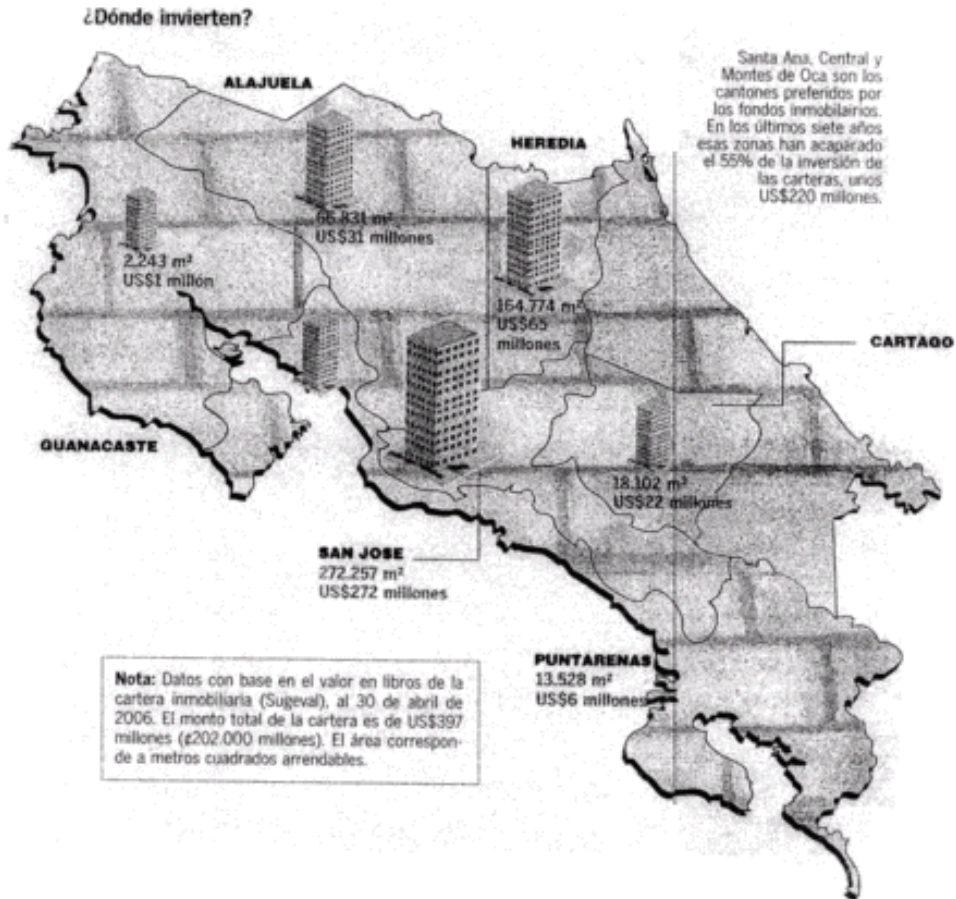 ¿Dónde invierten?
Santa Ana, Central y
Montes de Oca son los
cantones preferidos por
los fondos inmobilairios.
En los últimos siete años
esas zonas han acaparado
el 55% de la inversión de
las carteras, unos
US$220 millones.
ALAJUELA
66.831 m²
US$31 millones
HEREDIA
164.774 m²
US$65
millones
2.243 m²
US$1 millón
GUANACASTE
CARTAGO
18.102 m²
US$22 millones
SAN JOSE
272.257 m²
US$272 millones
PUNTARENAS
13.528 m²
US$6 millones
Nota: Datos con base en el valor en libros de la
cartera inmobiliaria (Sugeval), al 30 de abril de
2006. El monto total de la cartera es de US$397
millones (¢202.000 millones). El área correspon-
de a metros cuadrados arrendables.